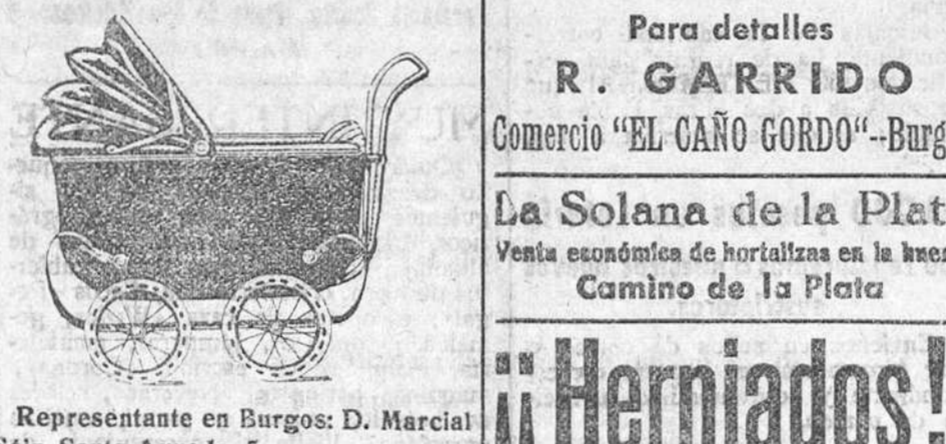 Representante en Burgos: D. Marcial
Para detalles
R. GARRIDO
Comercio "EL CAÑO GORDO"--Burg
La Solana de la Plat
Venta económica de hortalizas en la
Camino de la Plata
¡¡Herniados!